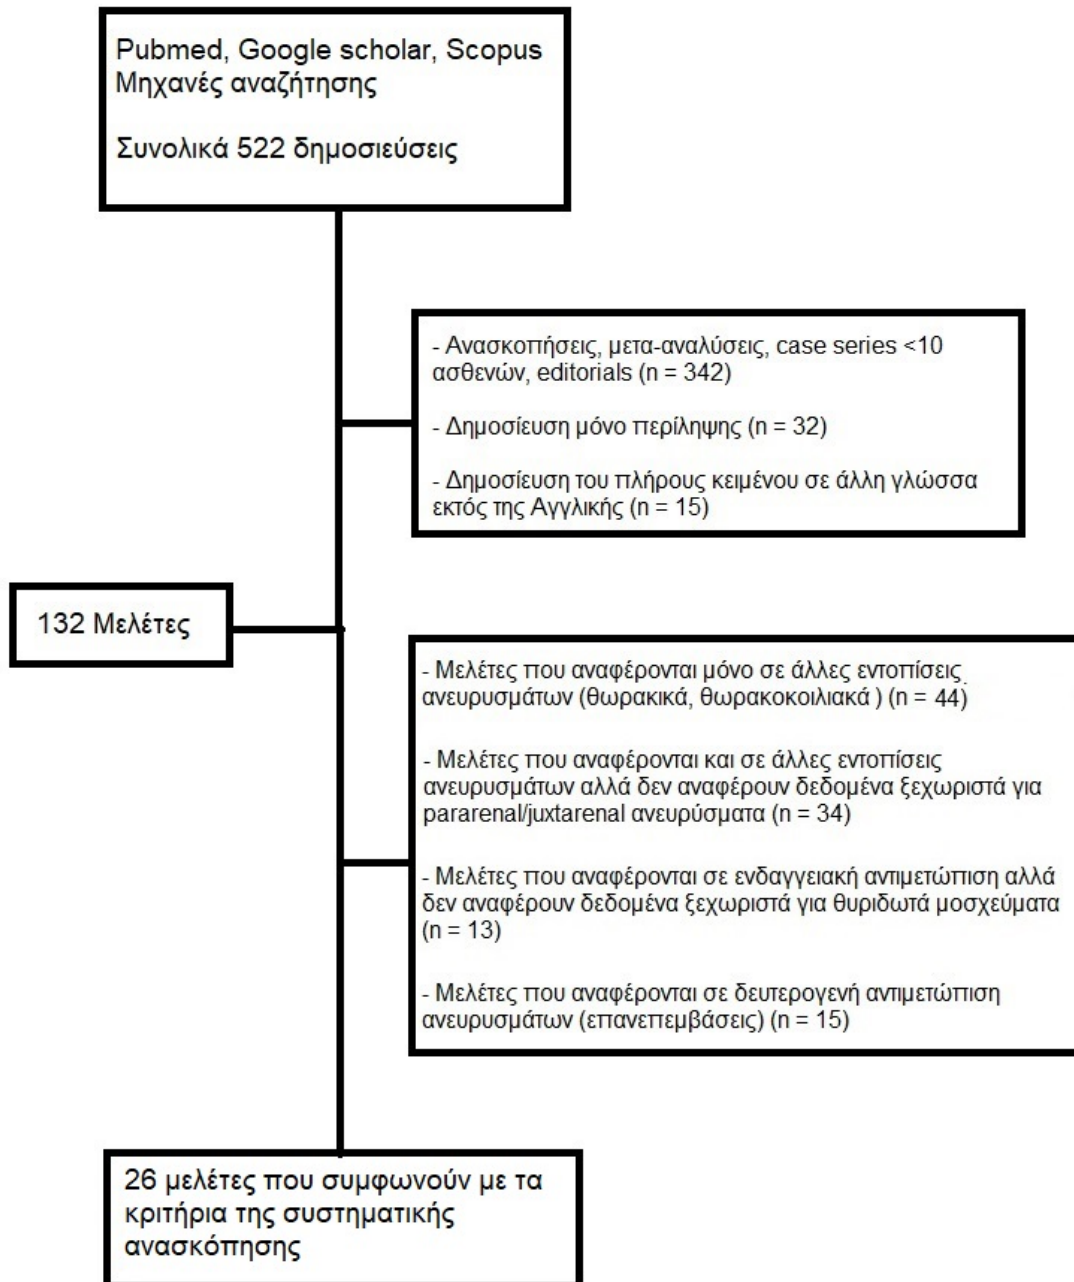 Pubmed, Google scholar, Scopus
Μηχανές αναζήτησης
Συνολικά 522 δημοσιεύσεις
- Ανασκοπήσεις, μετα-αναλύσεις, case series <10
ασθενών, editorials (n = 342)
- Δημοσίευση μόνο περίληψης (n = 32)
- Δημοσίευση του πλήρους κειμένου σε άλλη γλώσσα
εκτός της Αγγλικής (n = 15)
132 Μελέτες
- Μελέτες που αναφέρονται μόνο σε άλλες εντοπίσεις
ανευρυσμάτων (θωρακικά, θωρακοκοιλιακά ) (n = 44)
- Μελέτες που αναφέρονται και σε άλλες εντοπίσεις
ανευρυσμάτων αλλά δεν αναφέρουν δεδομένα ξεχωριστά για
pararenal/juxtarenal ανευρύσματα (n = 34)
- Μελέτες που αναφέρονται σε ενδαγγειακή αντιμετώπιση αλλά
δεν αναφέρουν δεδομένα ξεχωριστά για θυριδωτά μοσχεύματα
(n = 13)
- Μελέτες που αναφέρονται σε δευτερογενή αντιμετώπιση
ανευρυσμάτων (επανεπεμβάσεις) (n = 15)
26 μελέτες που συμφωνούν με τα
κριτήρια της συστηματικής
ανασκόπησης